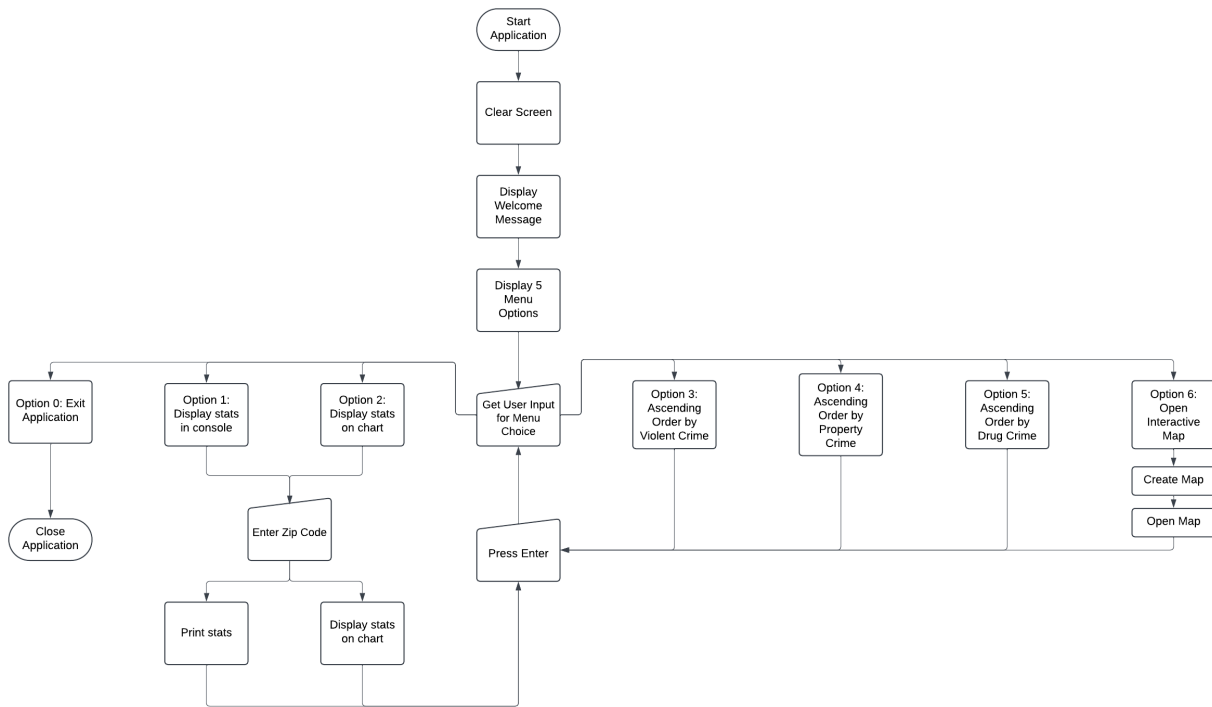 Start
Application
Clear Screen
Display
Welcome
Message
Display 5
Menu
Options
Get User Input
for Menu
Choice
Option 0: Exit
Application
Option 1:
Display stats
in console
Option 2:
Display stats
on chart
Option 3:
Ascending
Order by
Violent Crime
Option 4:
Ascending
Order by
Property
Crime
Option 5:
Ascending
Order by
Drug Crime
Option 6:
Open
Interactive
Map
Create Map
Open Map
Close
Application
Enter Zip Code
Press Enter
Print stats
Display stats
on chart